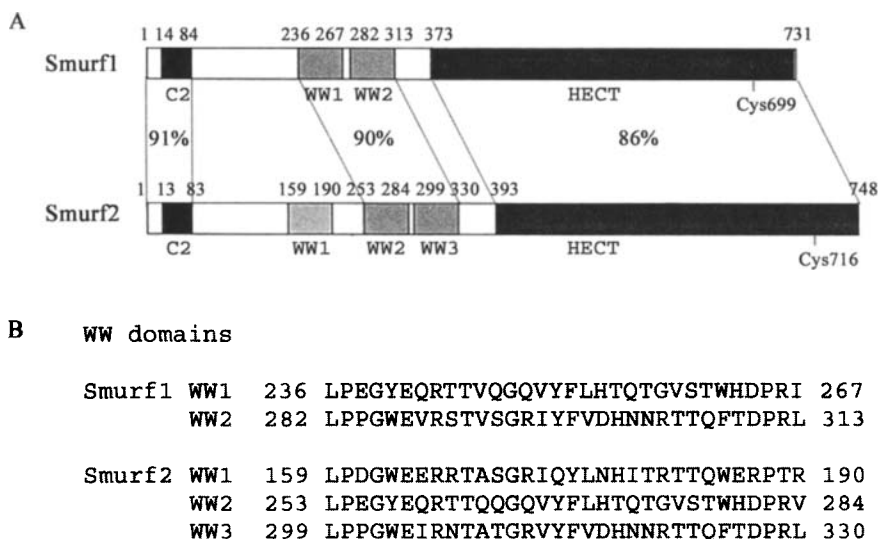 A
1 14 84 236 267 282 313 373 731
Smurf1
C2 WW1 WW2 HECT Cys699
91% 90% 86%
1 13 83 159 190 253 284 299 330 393 748
Smurf2
C2 WW1 WW2 WW3 HECT Cys716
B WW domains
Smurf1 WW1 236 LPEGYEQRTTVQGQVYFLHTQTGVSTWHDPRI 267
WW2 282 LPPGWEVRSTVSGRIYFVDHNNRTTQFTDPRL 313
Smurf2 WW1 159 LPDGWEERRTASGRIQYLNHITRTTQWERPTR 190
WW2 253 LPEGYEQRTTQQGQVYFLHTQTGVSTWHDPRV 284
WW3 299 LPPGWEIRNTATGRVYFVDHNNRTTQFTDPRL 330